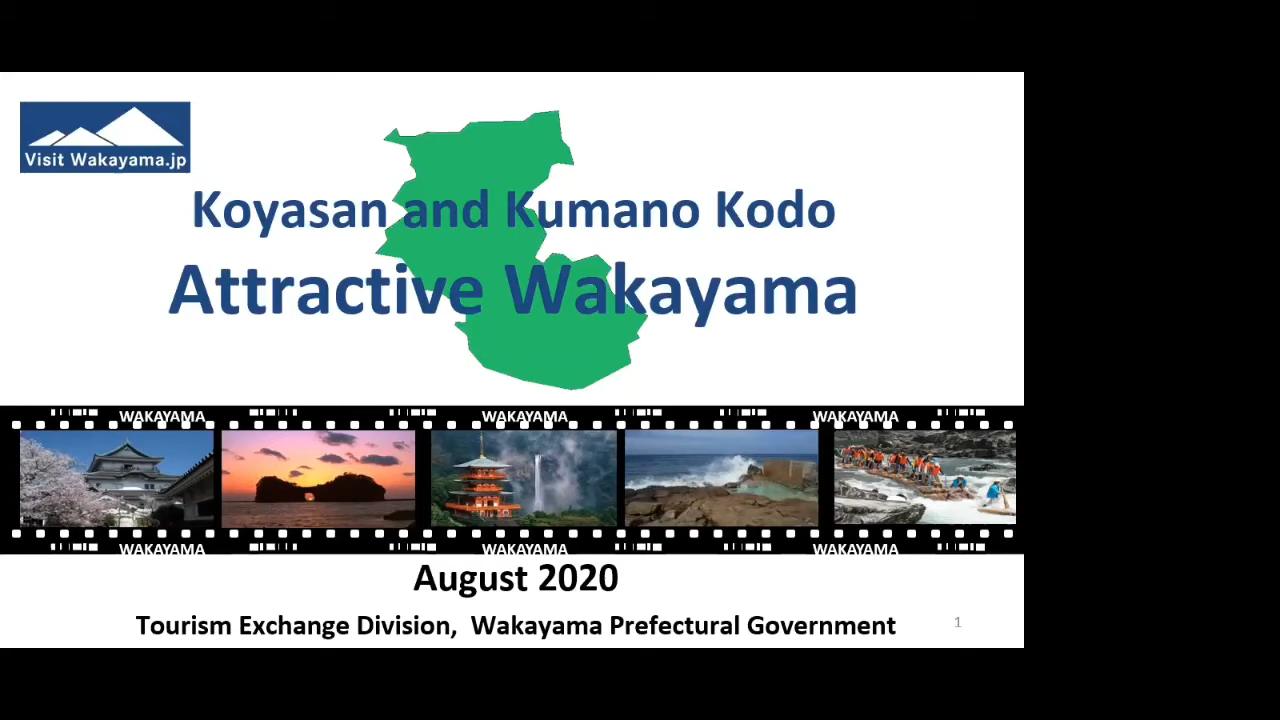 Visit Wakayama.jp
Koyasan and Kumano Kodo
Attractive Wakayama
WAKAYAMA WAKAYAMA WAKAYAMA
WAKAYAMA WAKAYAMA WAKAYAMA
August 2020
Tourism Exchange Division, Wakayama Prefectural Government
1